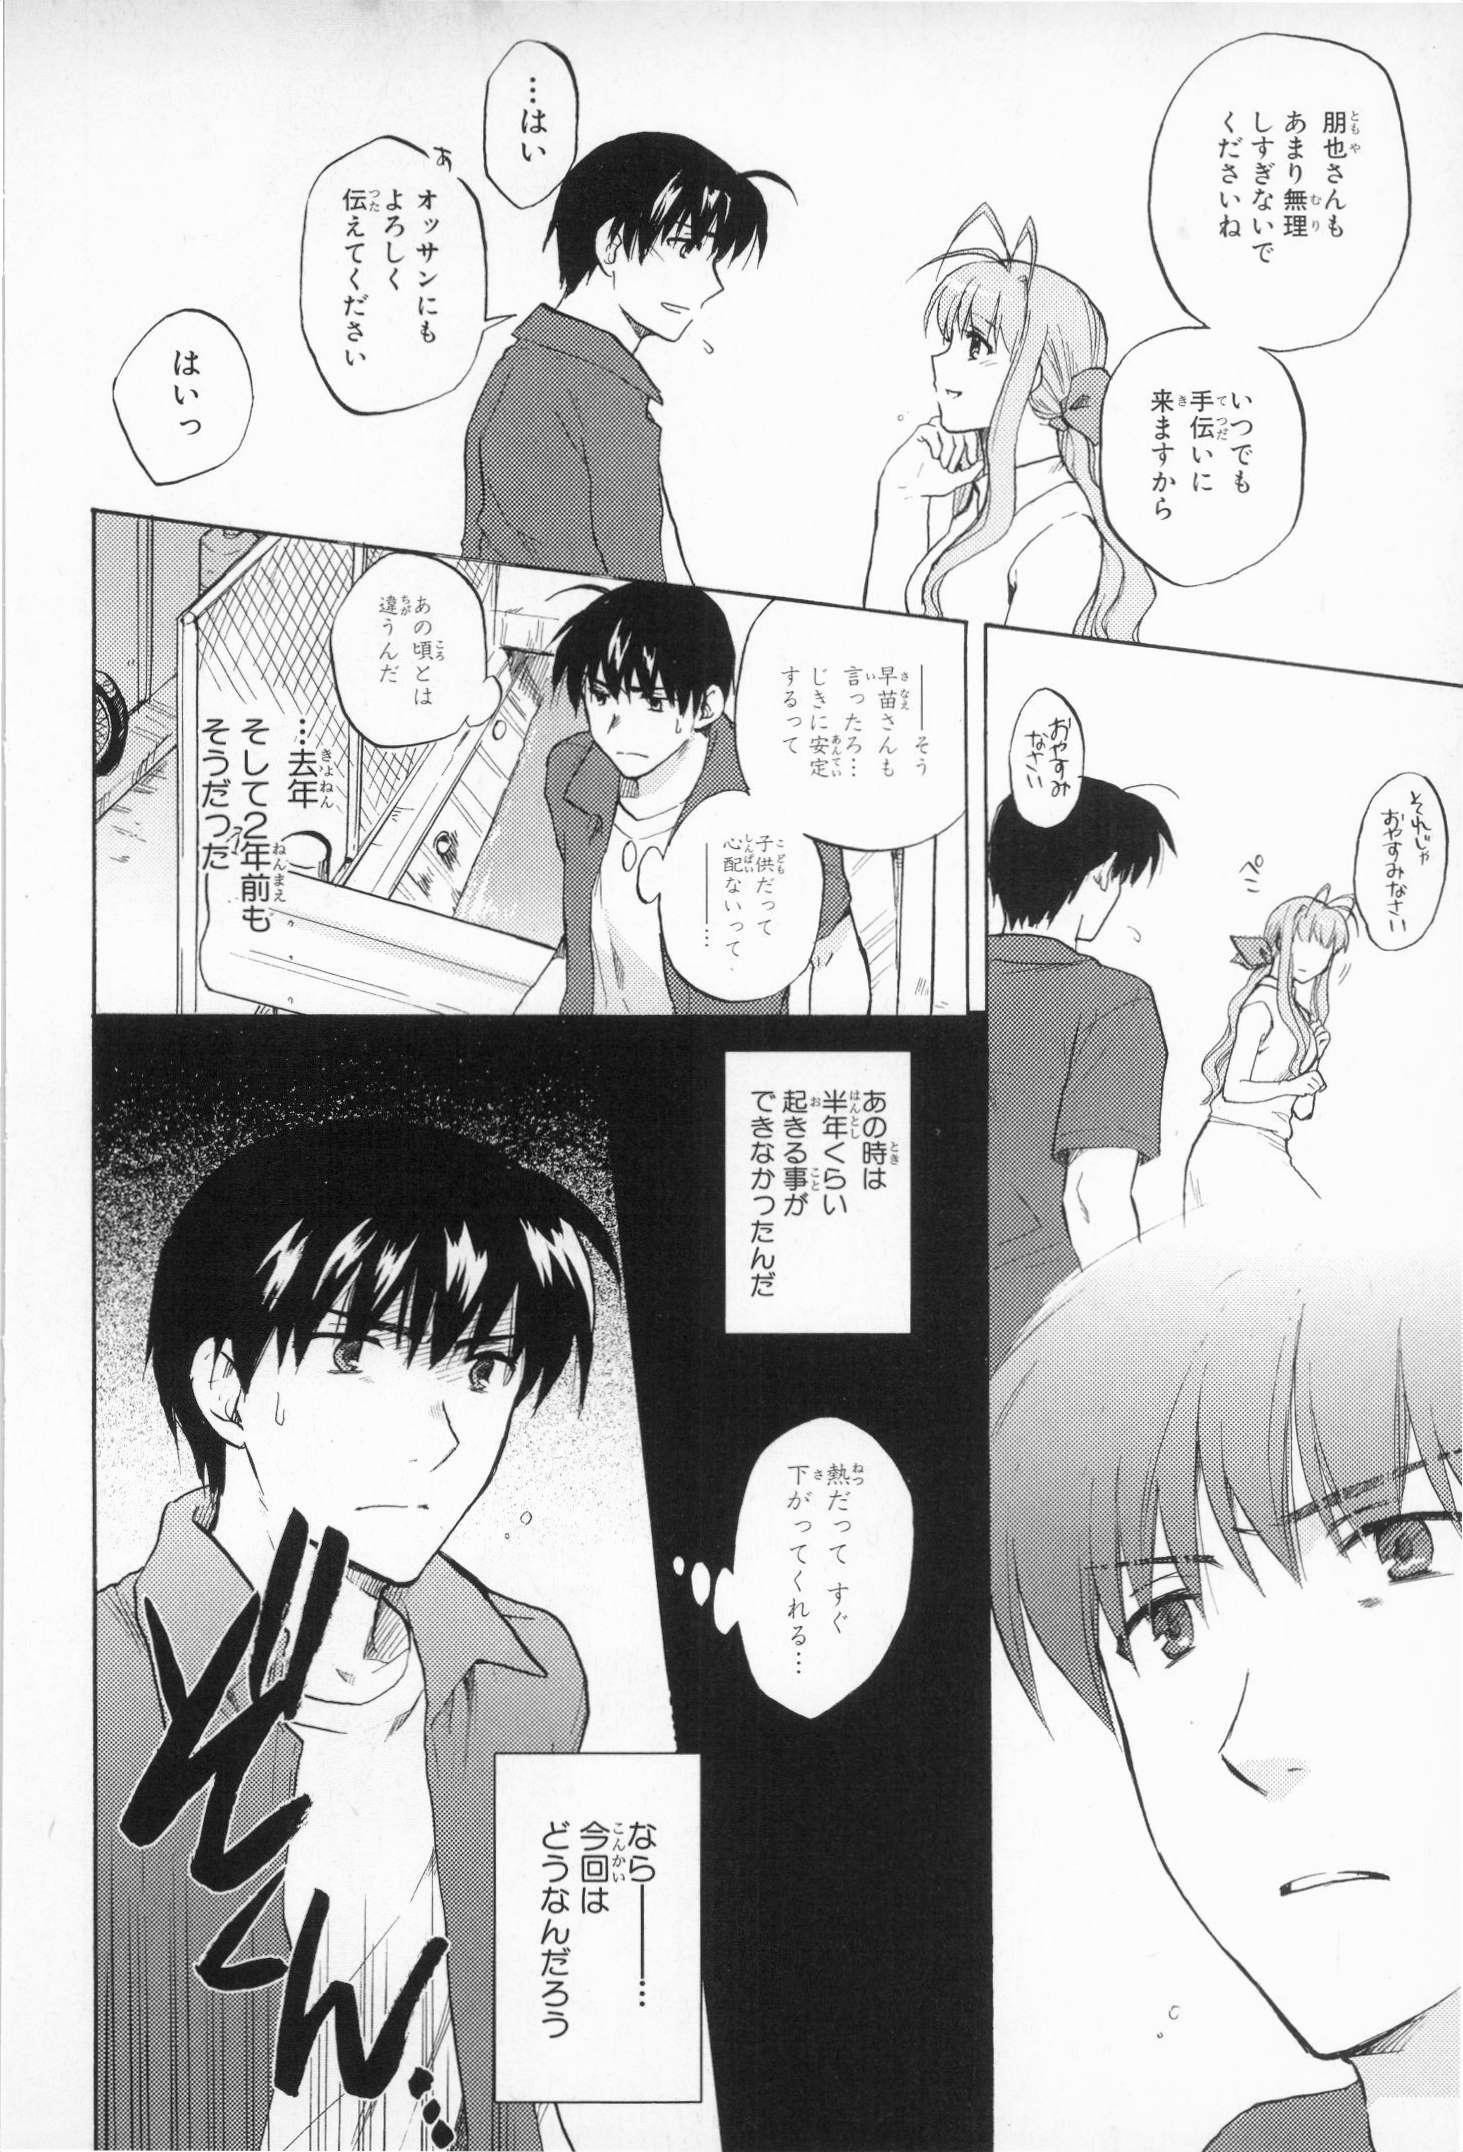 朋也さんも
あまり無理
しすぎないで
くださいね
いつでも
手伝いに
来ますから
…はい
あ
オッサンにも
よろしく
伝えてください
はいっ
それじゃ
おやすみなさい
ぺこ
おやすみ
なさい
――そう
早苗さんも
言ったろ…
じきに安定
するって
子供だって
心配ないって
――…
あの頃とは
違うんだ
…去年
そして2年前も
そうだった
あの時は
半年くらい
起きる事が
できなかったんだ
熱だって すぐ
下がってくれる…
なら――…
今回は
どうなんだろう
ぞくん…